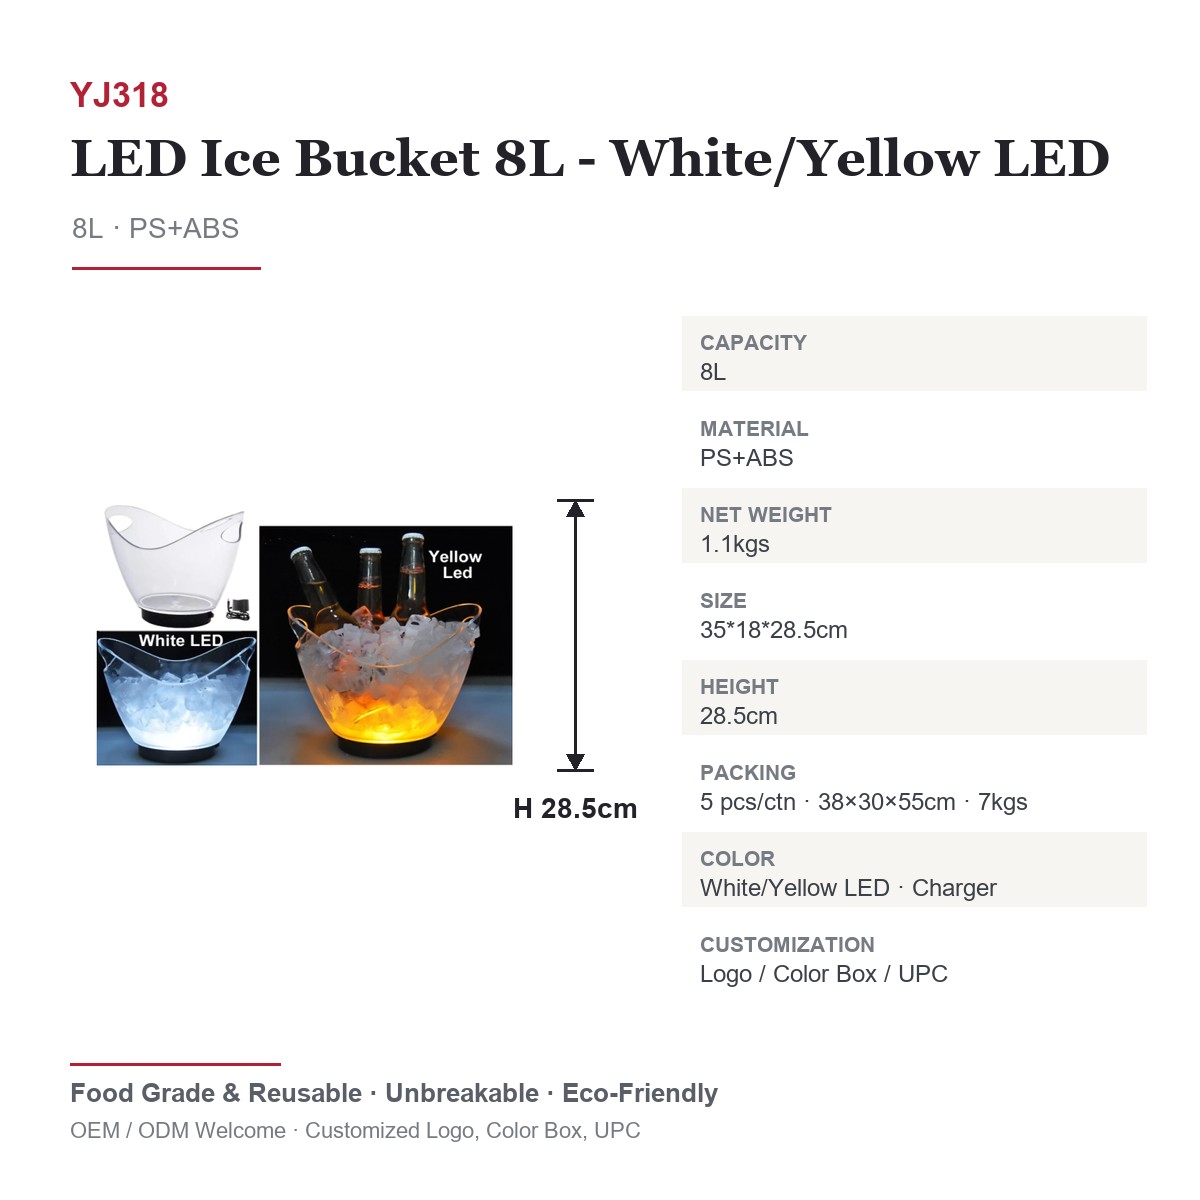 YJ318
LED Ice Bucket 8L - White/Yellow LED
8L · PS+ABS
CAPACITY
8L
MATERIAL
PS+ABS
NET WEIGHT
1.1kgs
SIZE
35*18*28.5cm
HEIGHT
28.5cm
PACKING
5 pcs/ctn · 38×30×55cm · 7kgs
COLOR
White/Yellow LED · Charger
CUSTOMIZATION
Logo / Color Box / UPC
Yellow
Led
White LED
H 28.5cm
Food Grade & Reusable · Unbreakable · Eco-Friendly
OEM / ODM Welcome · Customized Logo, Color Box, UPC